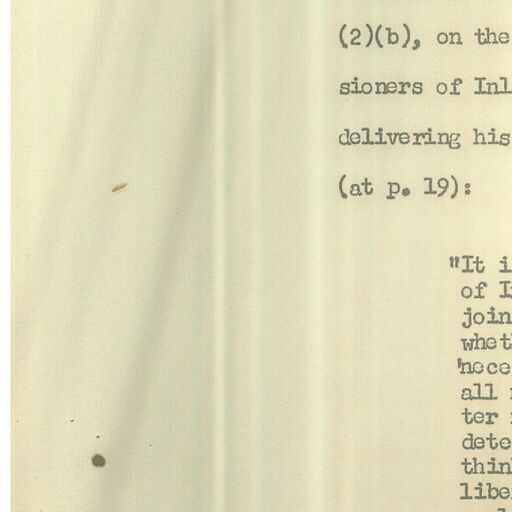 (2)(b), on the
sioners of Inl
delivering his
(at p. 19):
"It i
of I
join
whet
'nece
all
ter
dete
thin
libe